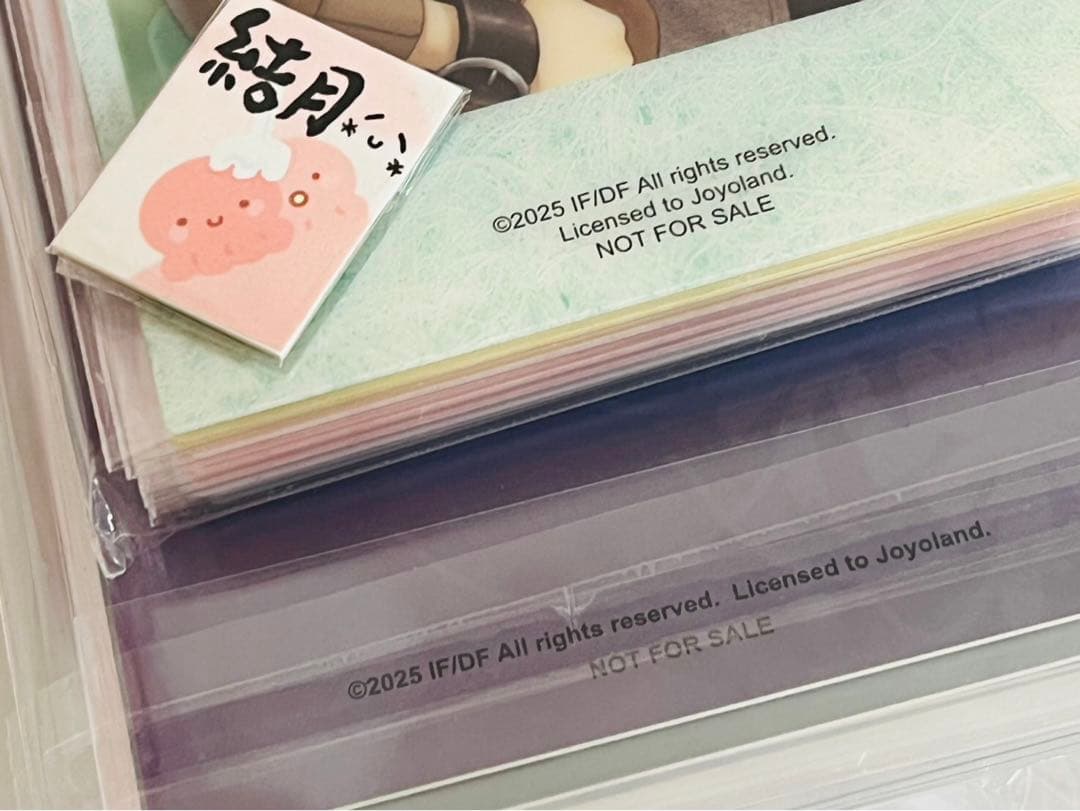 結月
©2025 IF/DF All rights reserved.
Licensed to Joyoland.
NOT FOR SALE
©2025 IF/DF All rights reserved. Licensed to Joyoland.
NOT FOR SALE